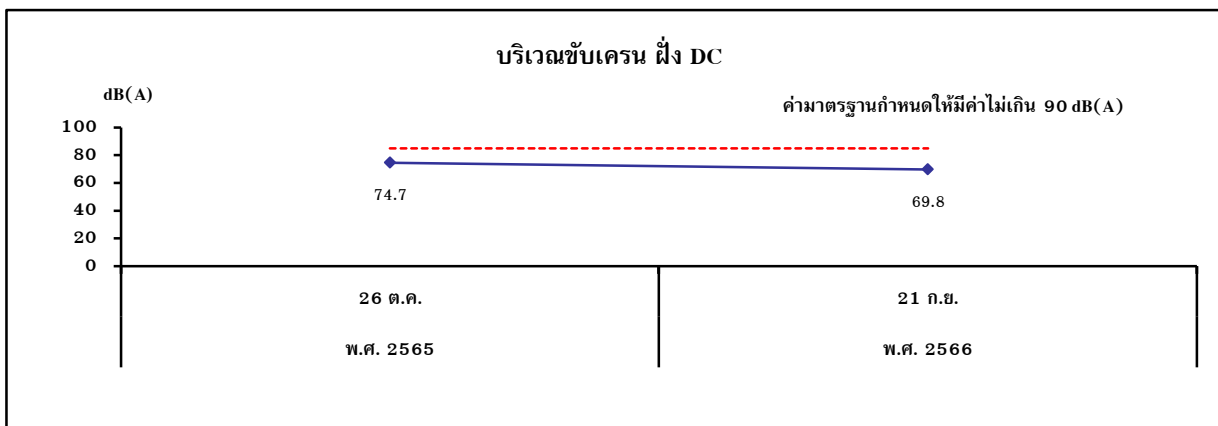 บริเวณขับเครน ฝั่ง DC
dB(A)
ค่ามาตรฐานกำหนดให้มีค่าไม่เกิน 90 dB(A)
100
80
60
40
20
0
74.7
69.8
26 ต.ค.
21 ก.ย.
พ.ศ. 2565
พ.ศ. 2566